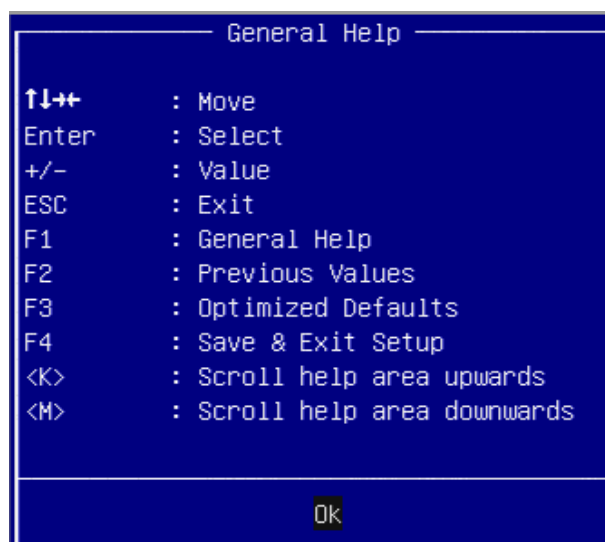 General Help
↑↓→← : Move
Enter : Select
+/- : Value
ESC : Exit
F1 : General Help
F2 : Previous Values
F3 : Optimized Defaults
F4 : Save & Exit Setup
<K> : Scroll help area upwards
<M> : Scroll help area downwards
Ok